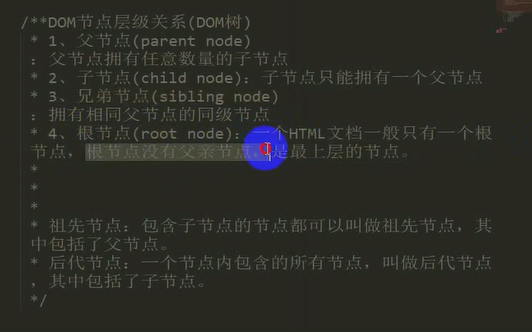 /**DOM节点层级关系(DOM树)
* 1、父节点(parent node)
：父节点拥有任意数量的子节点
* 2、子节点(child node)：子节点只能拥有一个父节点
* 3、兄弟节点(sibling node)
：拥有相同父节点的同级节点
* 4、根节点(root node)：一个HTML文档一般只有一个根
节点，根节点没有父亲节点，是最上层的节点。
*
*
*
* 祖先节点：包含子节点的节点都可以叫做祖先节点，其
中包括了父节点。
* 后代节点：一个节点内包含的所有节点，叫做后代节点
，其中包括了子节点。
*/